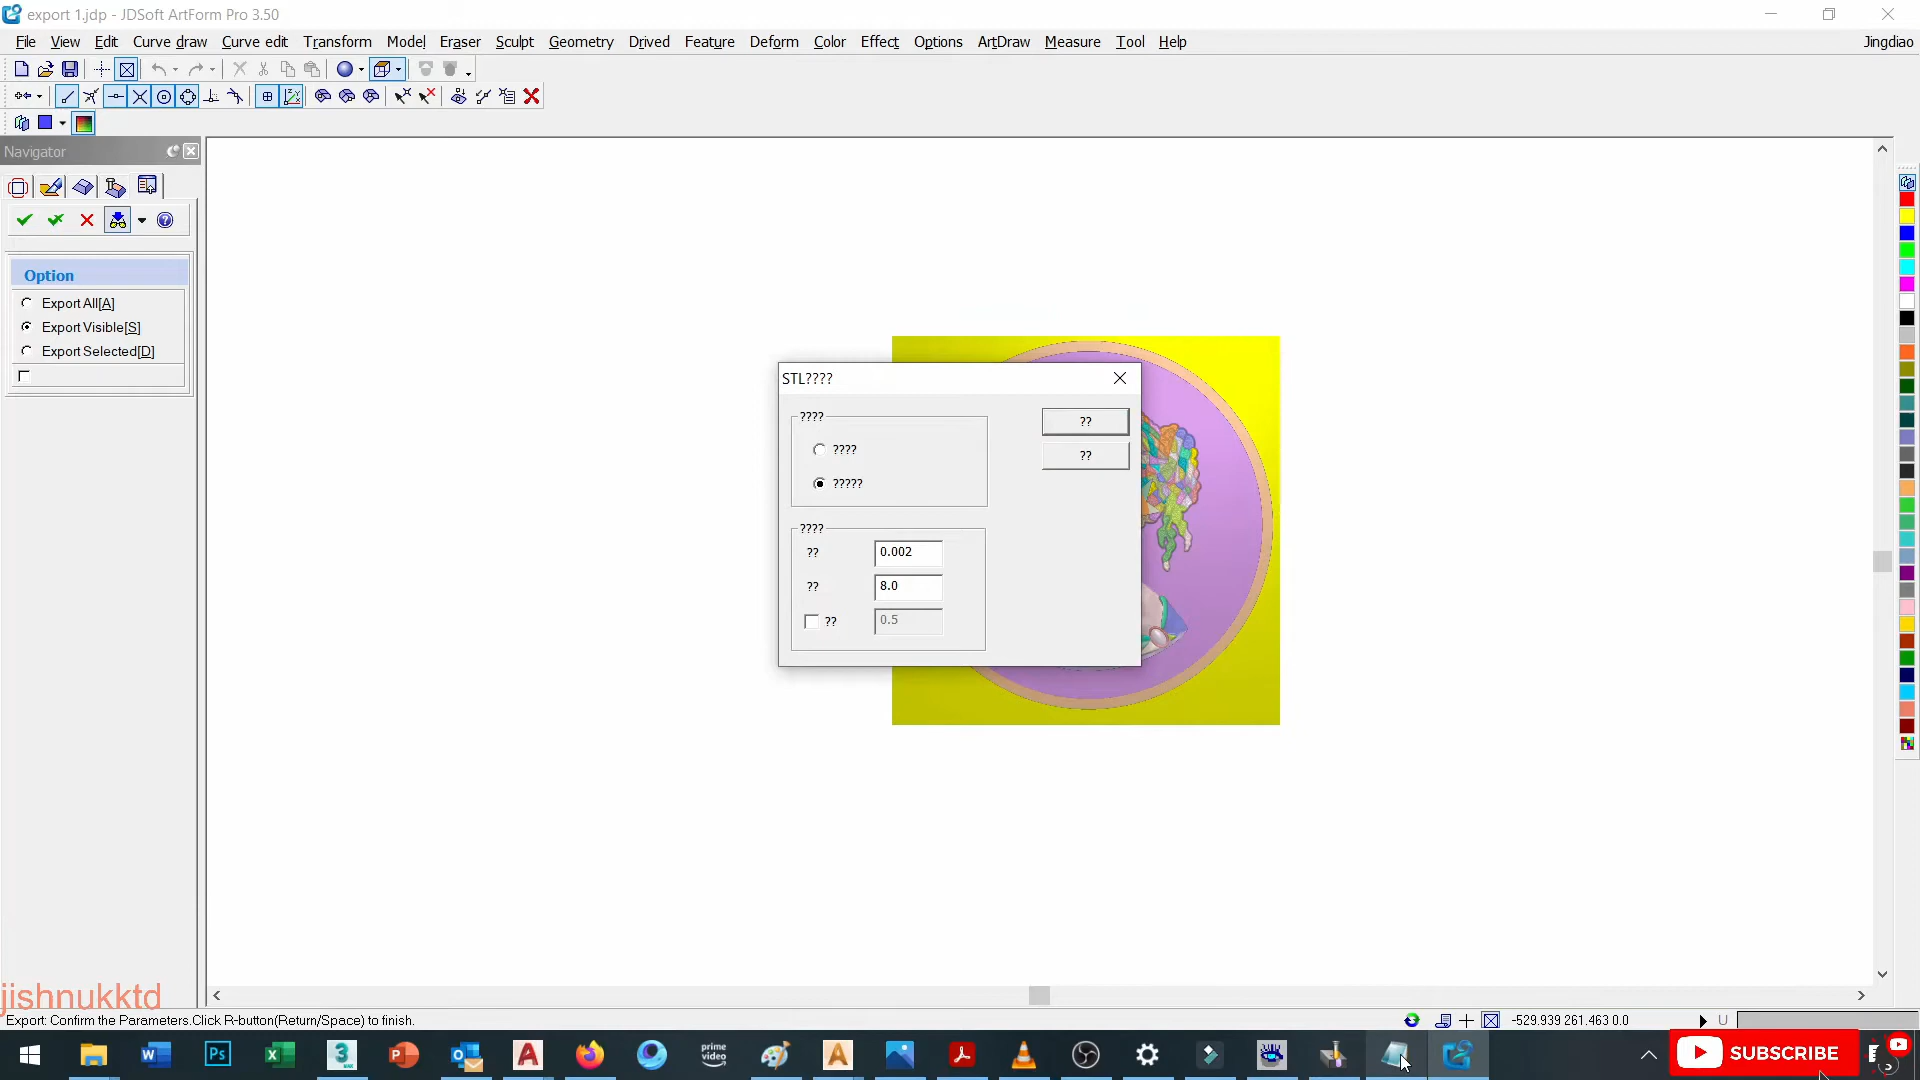 export 1.jdp - JDSoft ArtForm Pro 3.50
File View Edit Curve draw Curve edit Transform Model Eraser Sculpt Geometry Drived Feature Deform Color Effect Options ArtDraw Measure Tool Help Jingdiao
Navigator
Option
Export All[A]
Export Visible[S]
Export Selected[D]
STL????
????
????
?????
??
??
????
?? 0.002
?? 8.0
?? 0.5
jishnukktd
Export: Confirm the Parameters.Click R-button(Return/Space) to finish.
-529.939 261.463 0.0
U
prime video
SUBSCRIBE